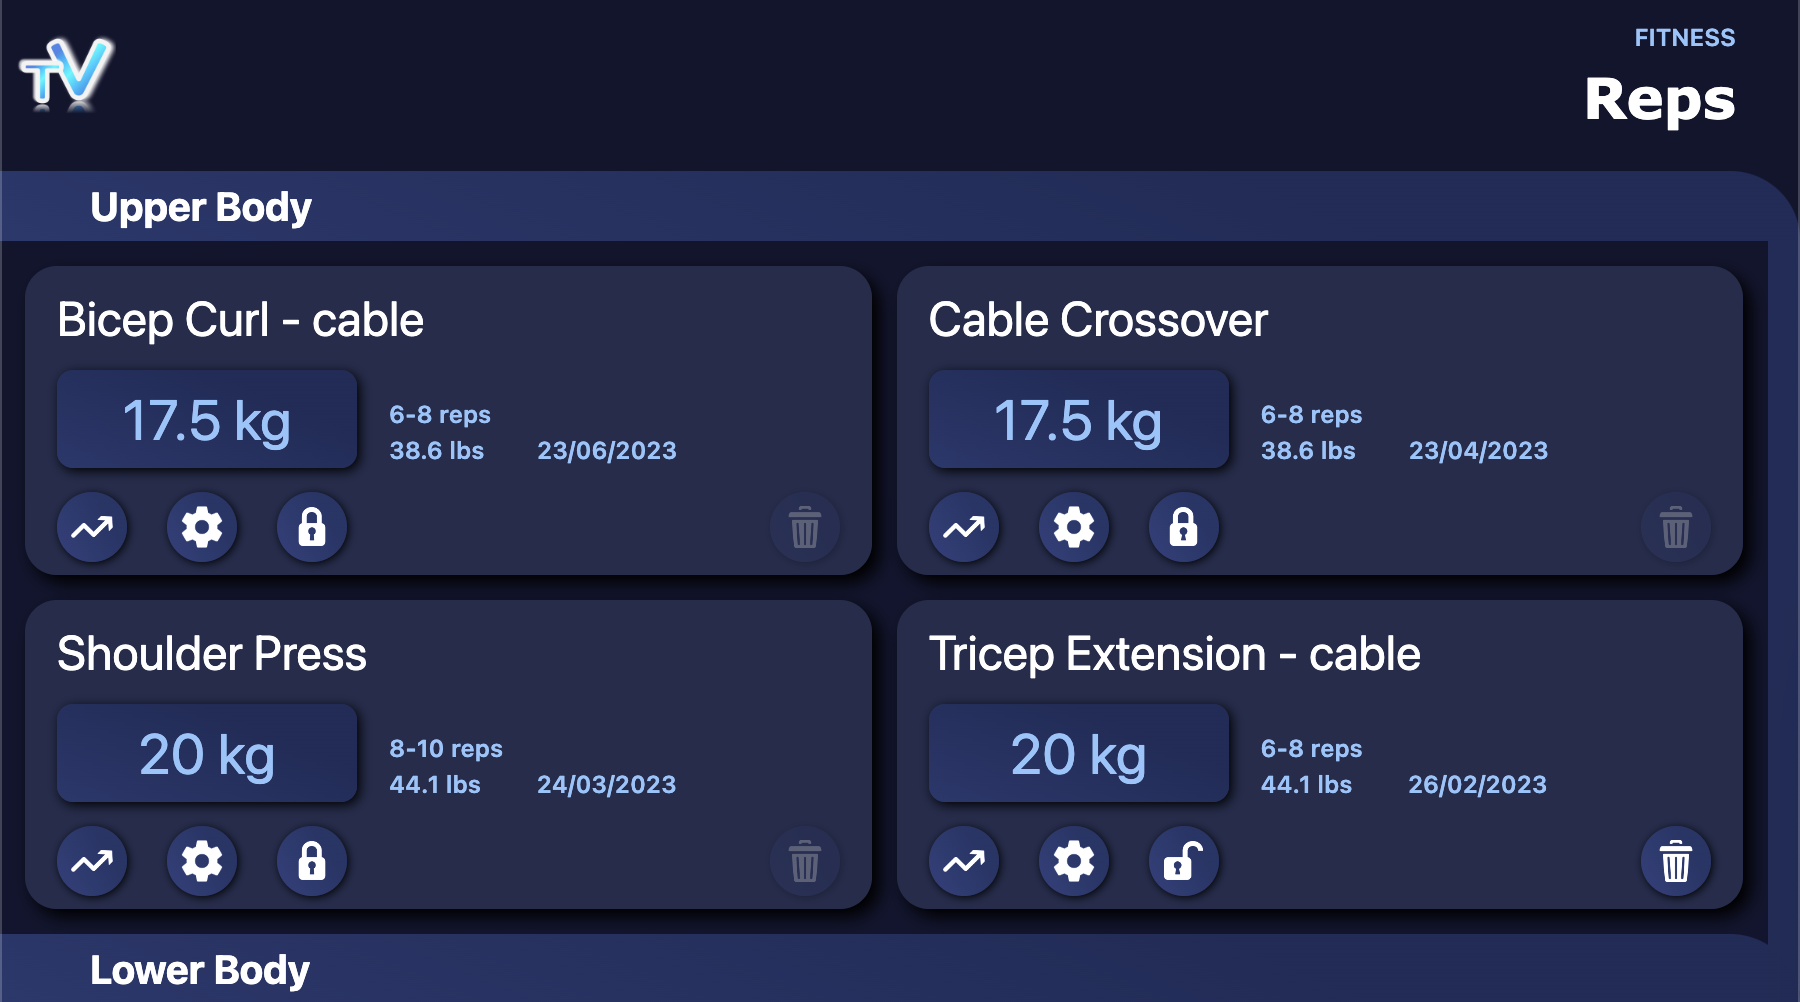 TV
FITNESS
Reps
Upper Body
Bicep Curl - cable
17.5 kg
6-8 reps
38.6 lbs
23/06/2023
Cable Crossover
17.5 kg
6-8 reps
38.6 lbs
23/04/2023
Shoulder Press
20 kg
8-10 reps
44.1 lbs
24/03/2023
Tricep Extension - cable
20 kg
6-8 reps
44.1 lbs
26/02/2023
Lower Body